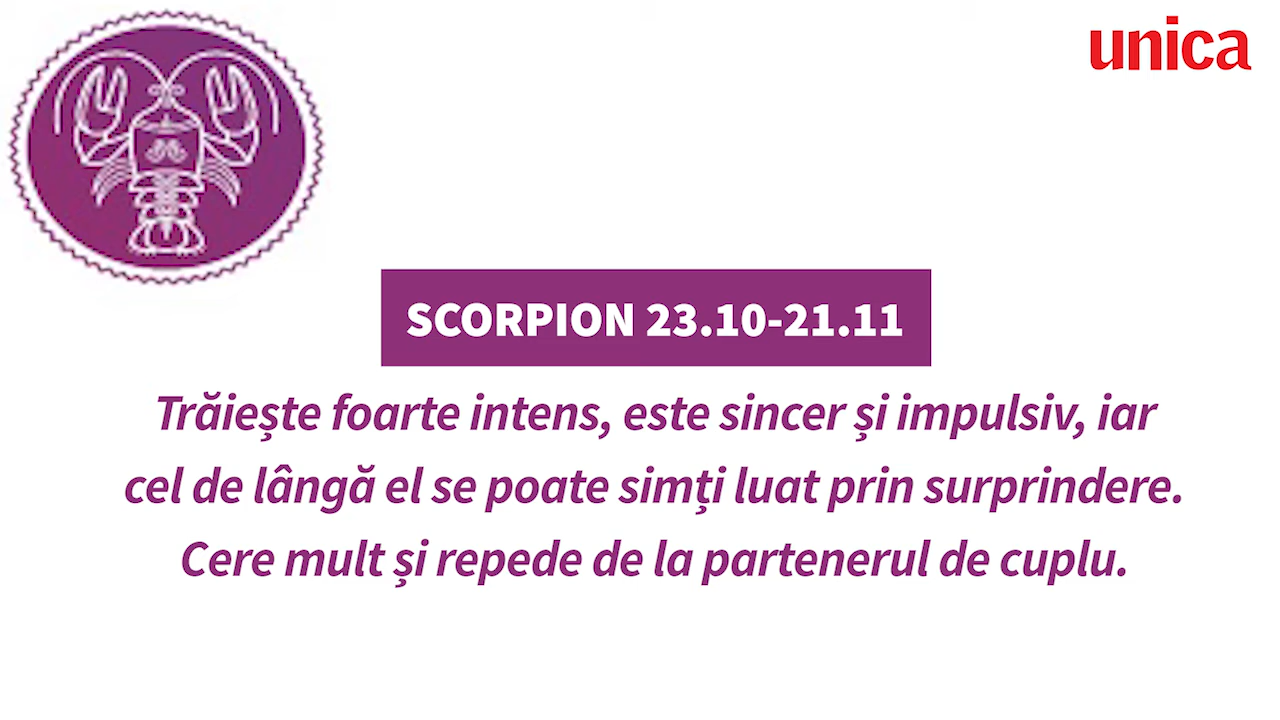 unica
SCORPION 23.10-21.11
Trăiește foarte intens, este sincer și impulsiv, iar
cel de lângă el se poate simți luat prin surprindere.
Cere mult și repede de la partenerul de cuplu.